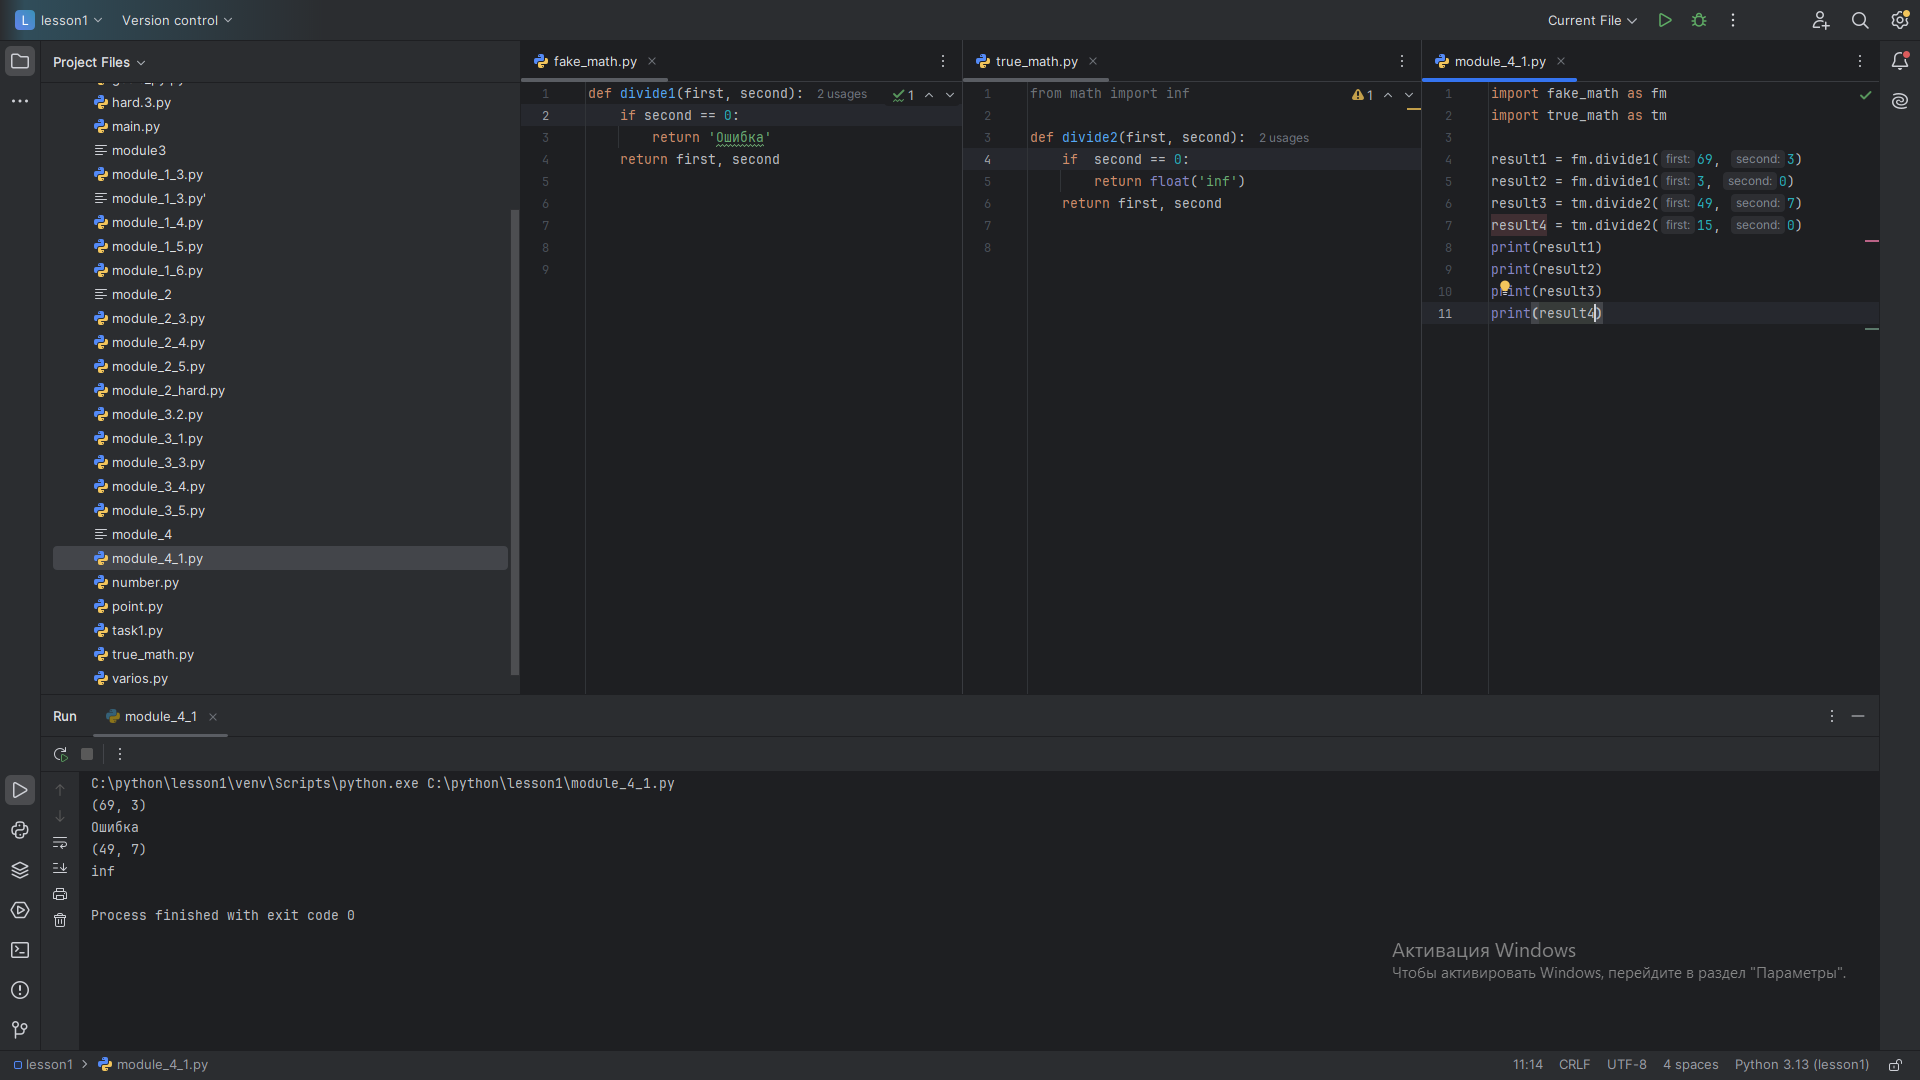 L lesson1 Version control Current File
Project Files
hard.3.py
main.py
module3
module_1_3.py
module_1_3.py'
module_1_4.py
module_1_5.py
module_1_6.py
module_2
module_2_3.py
module_2_4.py
module_2_5.py
module_2_hard.py
module_3.2.py
module_3_1.py
module_3_3.py
module_3_4.py
module_3_5.py
module_4
module_4_1.py
number.py
point.py
task1.py
true_math.py
varios.py
fake_math.py
1 def divide1(first, second): 2 usages 1
2 if second == 0:
3 return 'Ошибка'
4 return first, second
5
6
7
8
9
true_math.py
1 from math import inf 1
2
3 def divide2(first, second): 2 usages
4 if  second == 0:
5 return float('inf')
6 return first, second
7
8
module_4_1.py
1 import fake_math as fm
2 import true_math as tm
3
4 result1 = fm.divide1( first: 69, second: 3)
5 result2 = fm.divide1( first: 3, second: 0)
6 result3 = tm.divide2( first: 49, second: 7)
7 result4 = tm.divide2( first: 15, second: 0)
8 print(result1)
9 print(result2)
10 print(result3)
11 print(result4)
Run module_4_1
C:\python\lesson1\venv\Scripts\python.exe C:\python\lesson1\module_4_1.py
(69, 3)
Ошибка
(49, 7)
inf
Process finished with exit code 0
Активация Windows
Чтобы активировать Windows, перейдите в раздел "Параметры".
lesson1 module_4_1.py 11:14 CRLF UTF-8 4 spaces Python 3.13 (lesson1)